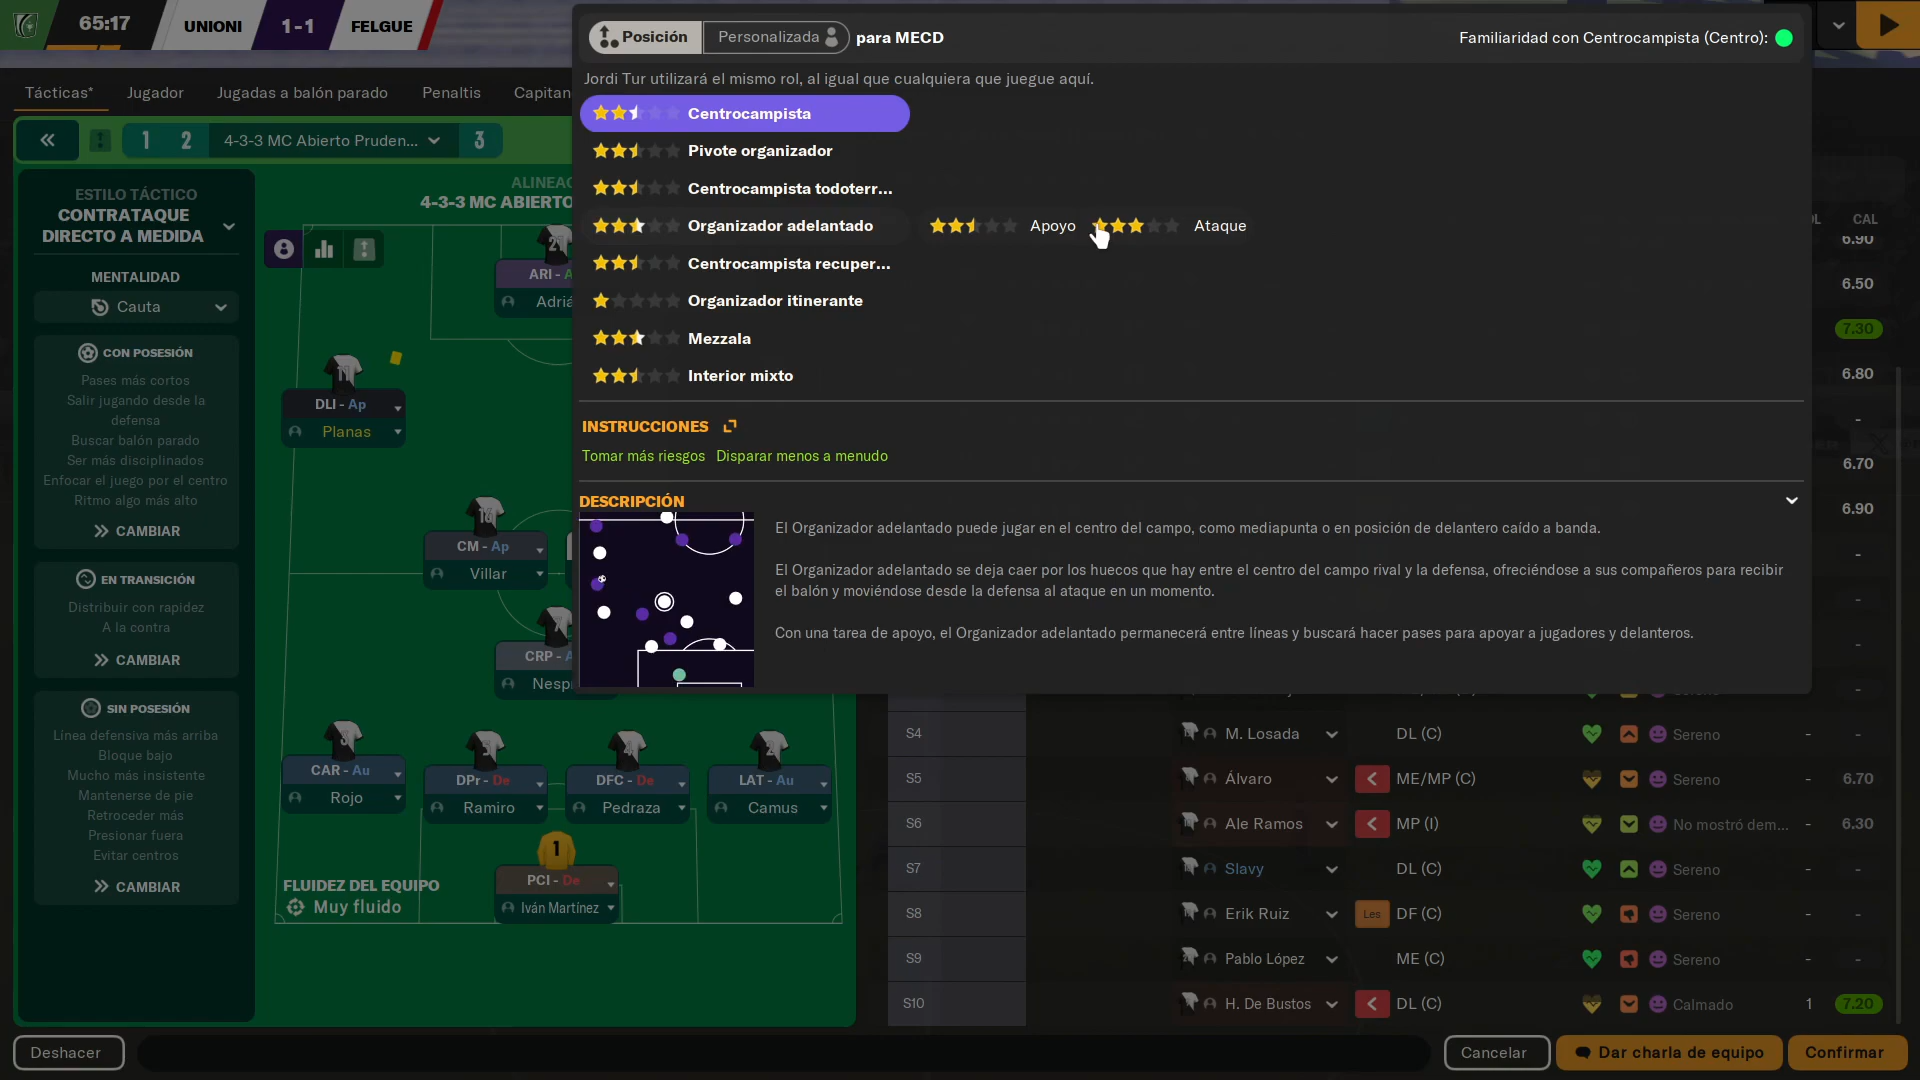 65:17
UNIONI
1-1
FELGUE
Tácticas*
Jugador
Jugadas a balón parado
Penaltis
Capitan
1
2
4-3-3 MC Abierto Pruden...
3
ESTILO TÁCTICO
CONTRATAQUE
DIRECTO A MEDIDA
MENTALIDAD
Cauta
CON POSESIÓN
Pases más cortos
Salir jugando desde la
defensa
Buscar balón parado
Ser más disciplinados
Enfocar el juego por el centro
Ritmo algo más alto
CAMBIAR
EN TRANSICIÓN
Distribuir con rapidez
A la contra
CAMBIAR
SIN POSESIÓN
Línea defensiva más arriba
Bloque bajo
Mucho más insistente
Mantenerse de pie
Retroceder más
Presionar fuera
Evitar centros
CAMBIAR
ALINEAC
4-3-3 MC ABIERTO
ARI - A
Adriá
11
DLI - Ap
Planas
16
CM - Ap
Villar
7
CRP - A
Nesp
3
CAR - Au
Rojo
5
DPr - De
Ramiro
4
DFC - De
Pedraza
2
LAT - Au
Camus
1
PCI - De
Iván Martínez
FLUIDEZ DEL EQUIPO
Muy fluido
Posición
Personalizada
para MECD
Familiaridad con Centrocampista (Centro):
Jordi Tur utilizará el mismo rol, al igual que cualquiera que juegue aquí.
Centrocampista
Pivote organizador
Centrocampista todoterr...
Organizador adelantado
Apoyo
Ataque
Centrocampista recuper...
Organizador itinerante
Mezzala
Interior mixto
INSTRUCCIONES
Tomar más riesgos Disparar menos a menudo
DESCRIPCIÓN
El Organizador adelantado puede jugar en el centro del campo, como mediapunta o en posición de delantero caído a banda.
El Organizador adelantado se deja caer por los huecos que hay entre el centro del campo rival y la defensa, ofreciéndose a sus compañeros para recibir
el balón y moviéndose desde la defensa al ataque en un momento.
Con una tarea de apoyo, el Organizador adelantado permanecerá entre líneas y buscará hacer pases para apoyar a jugadores y delanteros.
CAL
6.90
6.50
7.30
6.80
-
6.70
6.90
-
-
-
-
S4 M. Losada DL (C) Sereno - -
S5 Álvaro ME/MP (C) Sereno - 6.70
S6 Ale Ramos MP (I) No mostró dem... - 6.30
S7 Slavy DL (C) Sereno - -
S8 Erik Ruiz Les DF (C) Sereno - -
S9 Pablo López ME (C) Sereno - -
S10 H. De Bustos DL (C) Calmado 1 7.20
Deshacer
Cancelar
Dar charla de equipo
Confirmar